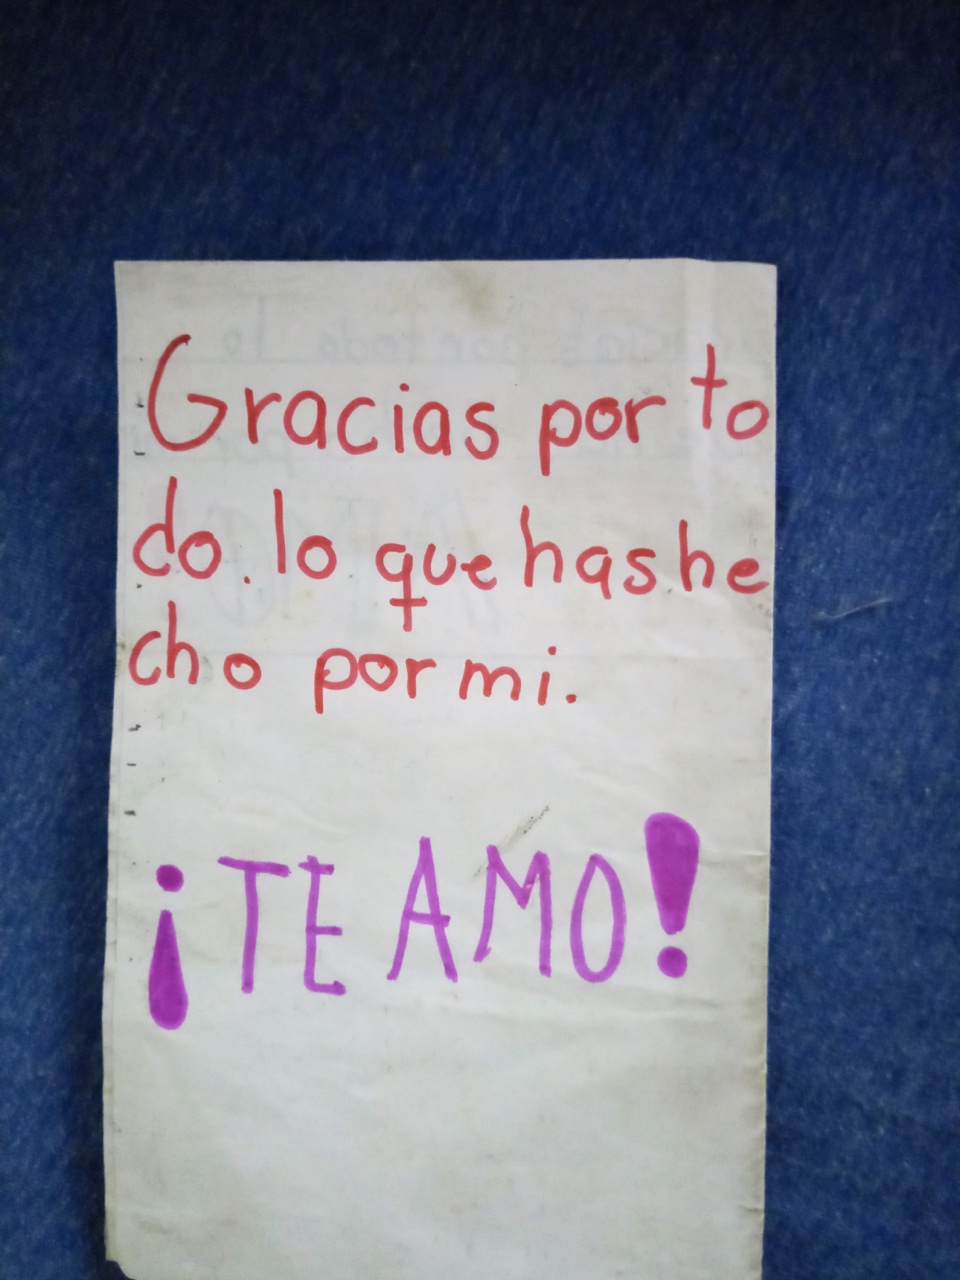 Gracias por to
do. lo que has he
cho por mi.
¡TE AMO!